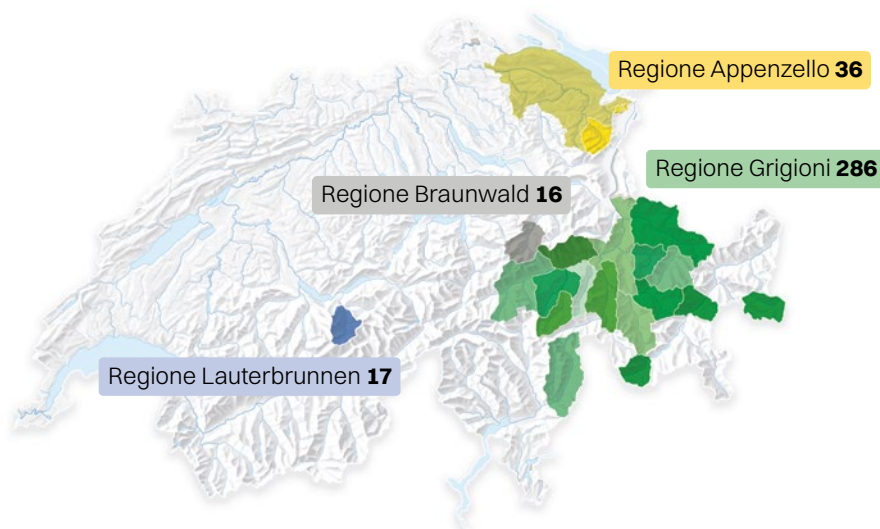 Regione Appenzello 36
Regione Grigioni 286
Regione Braunwald 16
Regione Lauterbrunnen 17